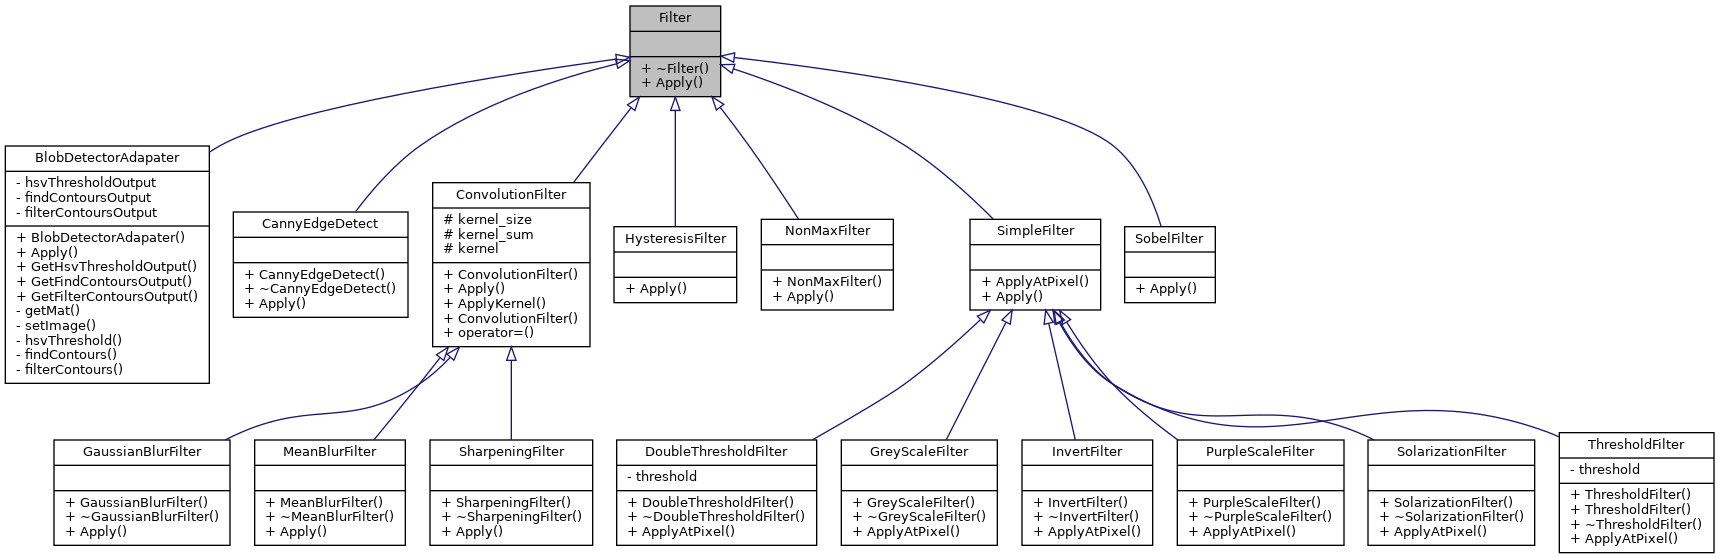 Filter
+ ~Filter()
+ Apply()
BlobDetectorAdapater
- hsvThresholdOutput
- findContoursOutput
- filterContoursOutput
+ BlobDetectorAdapater()
+ Apply()
+ GetHsvThresholdOutput()
+ GetFindContoursOutput()
+ GetFilterContoursOutput()
- getMat()
- setImage()
- hsvThreshold()
- findContours()
- filterContours()
CannyEdgeDetect
+ CannyEdgeDetect()
+ ~CannyEdgeDetect()
+ Apply()
ConvolutionFilter
# kernel_size
# kernel_sum
# kernel
+ ConvolutionFilter()
+ Apply()
+ ApplyKernel()
+ ConvolutionFilter()
+ operator=()
HysteresisFilter
+ Apply()
NonMaxFilter
+ NonMaxFilter()
+ Apply()
SimpleFilter
+ ApplyAtPixel()
+ Apply()
SobelFilter
+ Apply()
GaussianBlurFilter
+ GaussianBlurFilter()
+ ~GaussianBlurFilter()
+ Apply()
MeanBlurFilter
+ MeanBlurFilter()
+ ~MeanBlurFilter()
+ Apply()
SharpeningFilter
+ SharpeningFilter()
+ ~SharpeningFilter()
+ Apply()
DoubleThresholdFilter
- threshold
+ DoubleThresholdFilter()
+ ~DoubleThresholdFilter()
+ ApplyAtPixel()
GreyScaleFilter
+ GreyScaleFilter()
+ ~GreyScaleFilter()
+ ApplyAtPixel()
InvertFilter
+ InvertFilter()
+ ~InvertFilter()
+ ApplyAtPixel()
PurpleScaleFilter
+ PurpleScaleFilter()
+ ~PurpleScaleFilter()
+ ApplyAtPixel()
SolarizationFilter
+ SolarizationFilter()
+ ~SolarizationFilter()
+ ApplyAtPixel()
ThresholdFilter
- threshold
+ ThresholdFilter()
+ ThresholdFilter()
+ ~ThresholdFilter()
+ ApplyAtPixel()